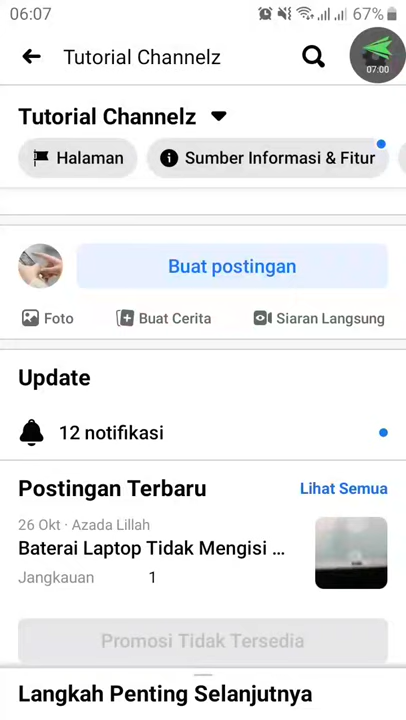 06:07
67%
Tutorial Channelz
07:00
Tutorial Channelz
Halaman
Sumber Informasi & Fitur
Buat postingan
Foto
Buat Cerita
Siaran Langsung
Update
12 notifikasi
Postingan Terbaru
Lihat Semua
26 Okt · Azada Lillah
Baterai Laptop Tidak Mengisi ...
Jangkauan 1
Promosi Tidak Tersedia
Langkah Penting Selanjutnya